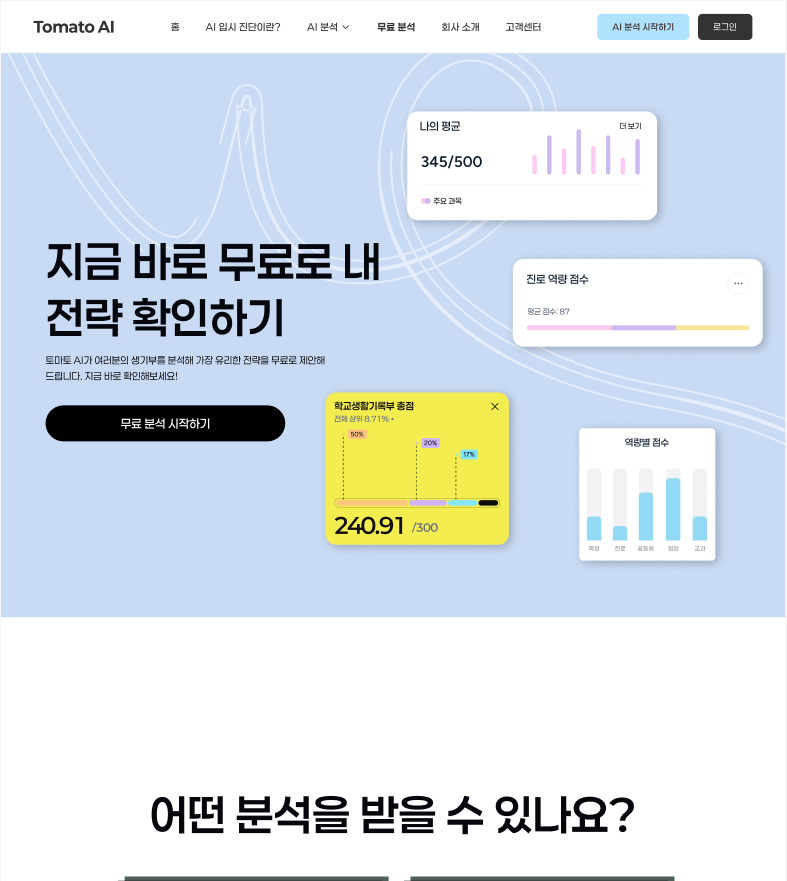 Tomato AI
홈 AI 입시 진단이란? AI 분석 무료 분석 회사 소개 고객센터
AI 분석 시작하기 로그인
나의 평균
더 보기
345/500
주요 과목
지금 바로 무료로 내
전략 확인하기
토마토 AI가 여러분의 생기부를 분석해 가장 유리한 전략을 무료로 제안해
드립니다. 지금 바로 확인해보세요!
무료 분석 시작하기
진로 역량 점수
평균 점수: 87
학교생활기록부 총점
전체 상위 8.71% •
50%
20%
17%
240.91 /300
역량별 점수
학업 진로 공동체 교과
어떤 분석을 받을 수 있나요?